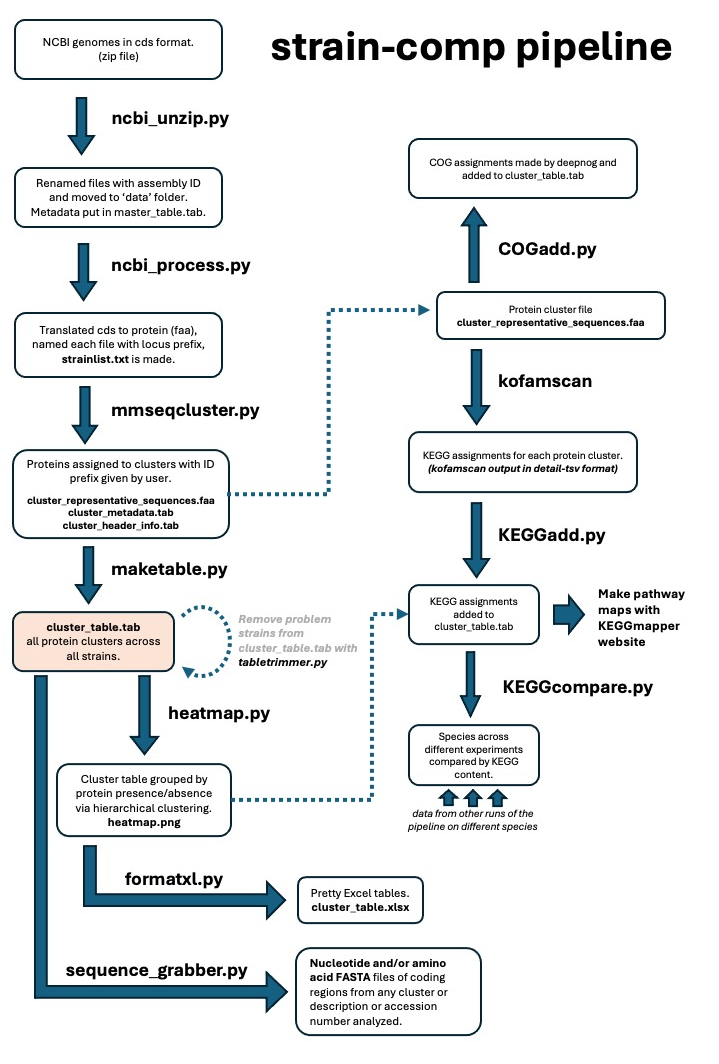 strain-comp pipeline
NCBI genomes in cds format.
(zip file)
ncbi_unzip.py
Renamed files with assembly ID
and moved to ‘data’ folder.
Metadata put in master_table.tab.
ncbi_process.py
Translated cds to protein (faa),
named each file with locus prefix,
strainlist.txt is made.
mmseqcluster.py
Proteins assigned to clusters with ID
prefix given by user.
cluster_representative_sequences.faa
cluster_metadata.tab
cluster_header_info.tab
maketable.py
cluster_table.tab
all protein clusters across
all strains.
Remove problem
strains from
cluster_table.tab with
tabletrimmer.py
heatmap.py
Cluster table grouped by
protein presence/absence
via hierarchical clustering.
heatmap.png
formatxl.py
Pretty Excel tables.
cluster_table.xlsx
sequence_grabber.py
Nucleotide and/or amino
acid FASTA files of coding
regions from any cluster or
description or accession
number analyzed.
COG assignments made by deepnog and
added to cluster_table.tab
COGadd.py
Protein cluster file
cluster_representative_sequences.faa
kofamscan
KEGG assignments for each protein cluster.
(kofamscan output in detail-tsv format)
KEGGadd.py
KEGG assignments
added to
cluster_table.tab
Make pathway
maps with
KEGGmapper
website
KEGGcompare.py
Species across
different experiments
compared by KEGG
content.
data from other runs of the
pipeline on different species